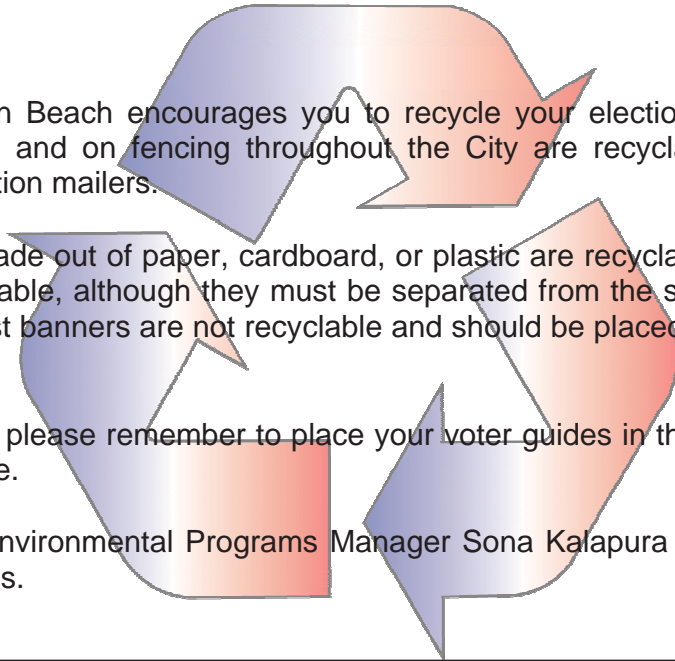 n Beach encourages you to recycle your electio
and on fencing throughout the City are recycla
tion mailers.
ade out of paper, cardboard, or plastic are recycla
able, although they must be separated from the s
st banners are not recyclable and should be placed
please remember to place your voter guides in th
e.
nvironmental Programs Manager Sona Kalapura
s.